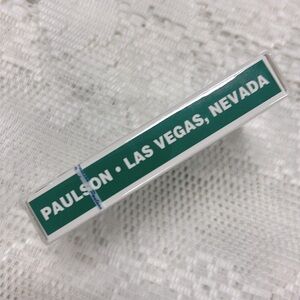 PAULSON • LAS VEGAS, NEVADA